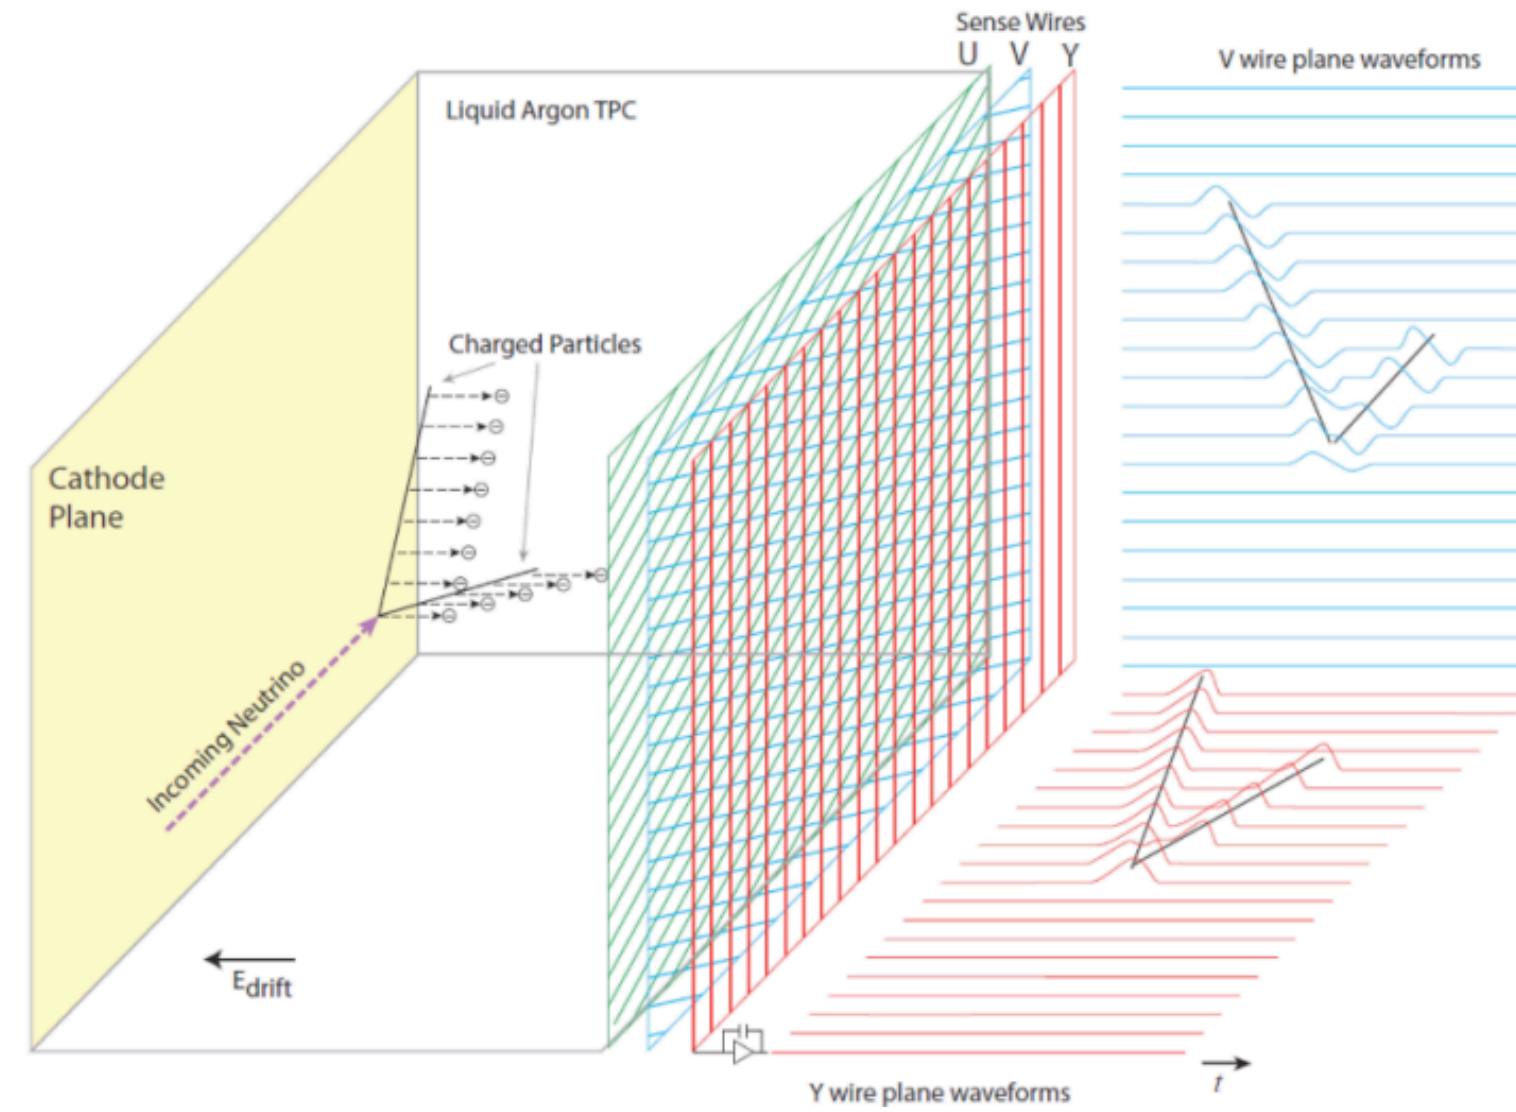 Sense Wires
U V Y
V wire plane waveforms
Liquid Argon TPC
Charged Particles
Cathode
Plane
Incoming Neutrino
Edrift
Y wire plane waveforms
t